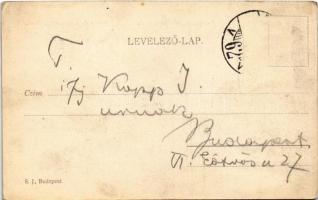 LEVELEZŐ-LAP.
T.
Ifj Kopp J.
Czim
urnak
Budapest
VI. Eötvös u 27
S. J., Budapest.